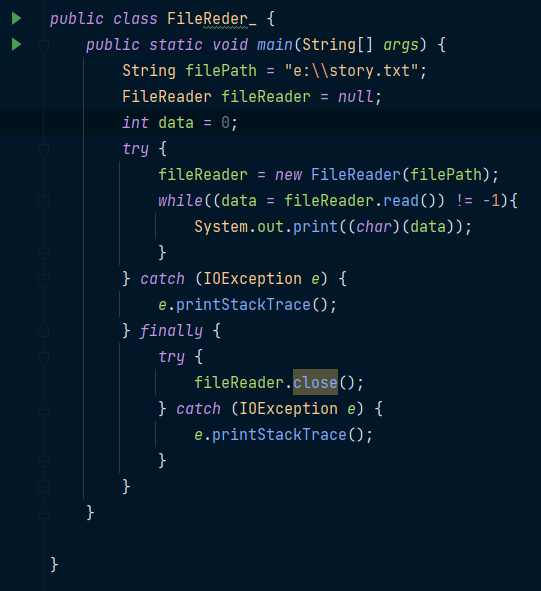 public class FileReder_ {
    public static void main(String[] args) {
        String filePath = "e:\\story.txt";
        FileReader fileReader = null;
        int data = 0;
        try {
            fileReader = new FileReader(filePath);
            while((data = fileReader.read()) != -1){
                System.out.print((char)(data));
            }
        } catch (IOException e) {
            e.printStackTrace();
        } finally {
            try {
                fileReader.close();
            } catch (IOException e) {
                e.printStackTrace();
            }
        }
    }

}